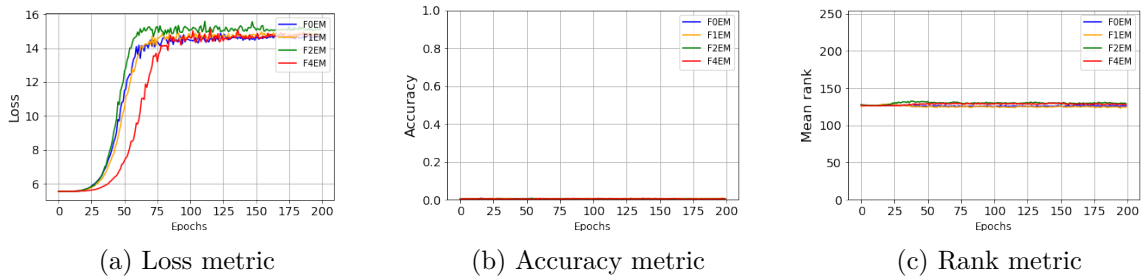 16
14
12
10
8
6
Loss
0 25 50 75 100 125 150 175 200
Epochs
F0EM
F1EM
F2EM
F4EM
(a) Loss metric
1.0
0.8
0.6
0.4
0.2
0.0
Accuracy
0 25 50 75 100 125 150 175 200
Epochs
F0EM
F1EM
F2EM
F4EM
(b) Accuracy metric
250
200
150
100
50
0
Mean rank
0 25 50 75 100 125 150 175 200
Epochs
F0EM
F1EM
F2EM
F4EM
(c) Rank metric